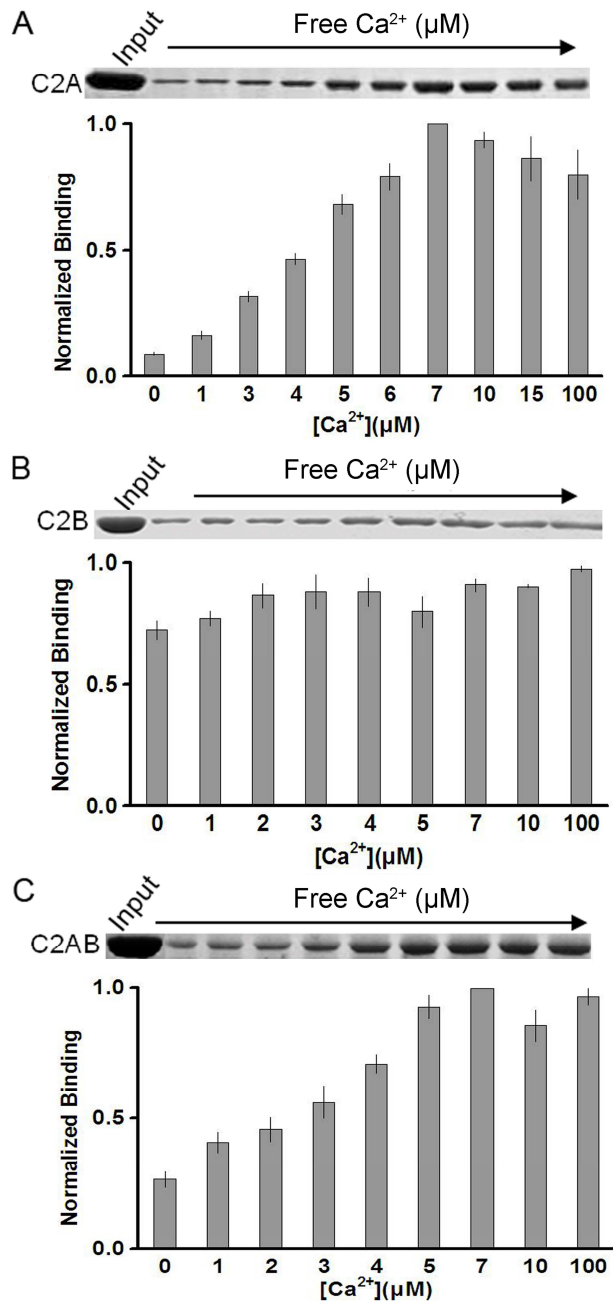 A
Input
Free Ca²⁺ (µM)
C2A
Normalized Binding
1.0
0.5
0.0
0 1 3 4 5 6 7 10 15 100
[Ca²⁺](µM)
B
Input
Free Ca²⁺ (µM)
C2B
Normalized Binding
1.0
0.5
0.0
0 1 2 3 4 5 7 10 100
[Ca²⁺](µM)
C
Input
Free Ca²⁺ (µM)
C2AB
Normalized Binding
1.0
0.5
0.0
0 1 2 3 4 5 7 10 100
[Ca²⁺](µM)